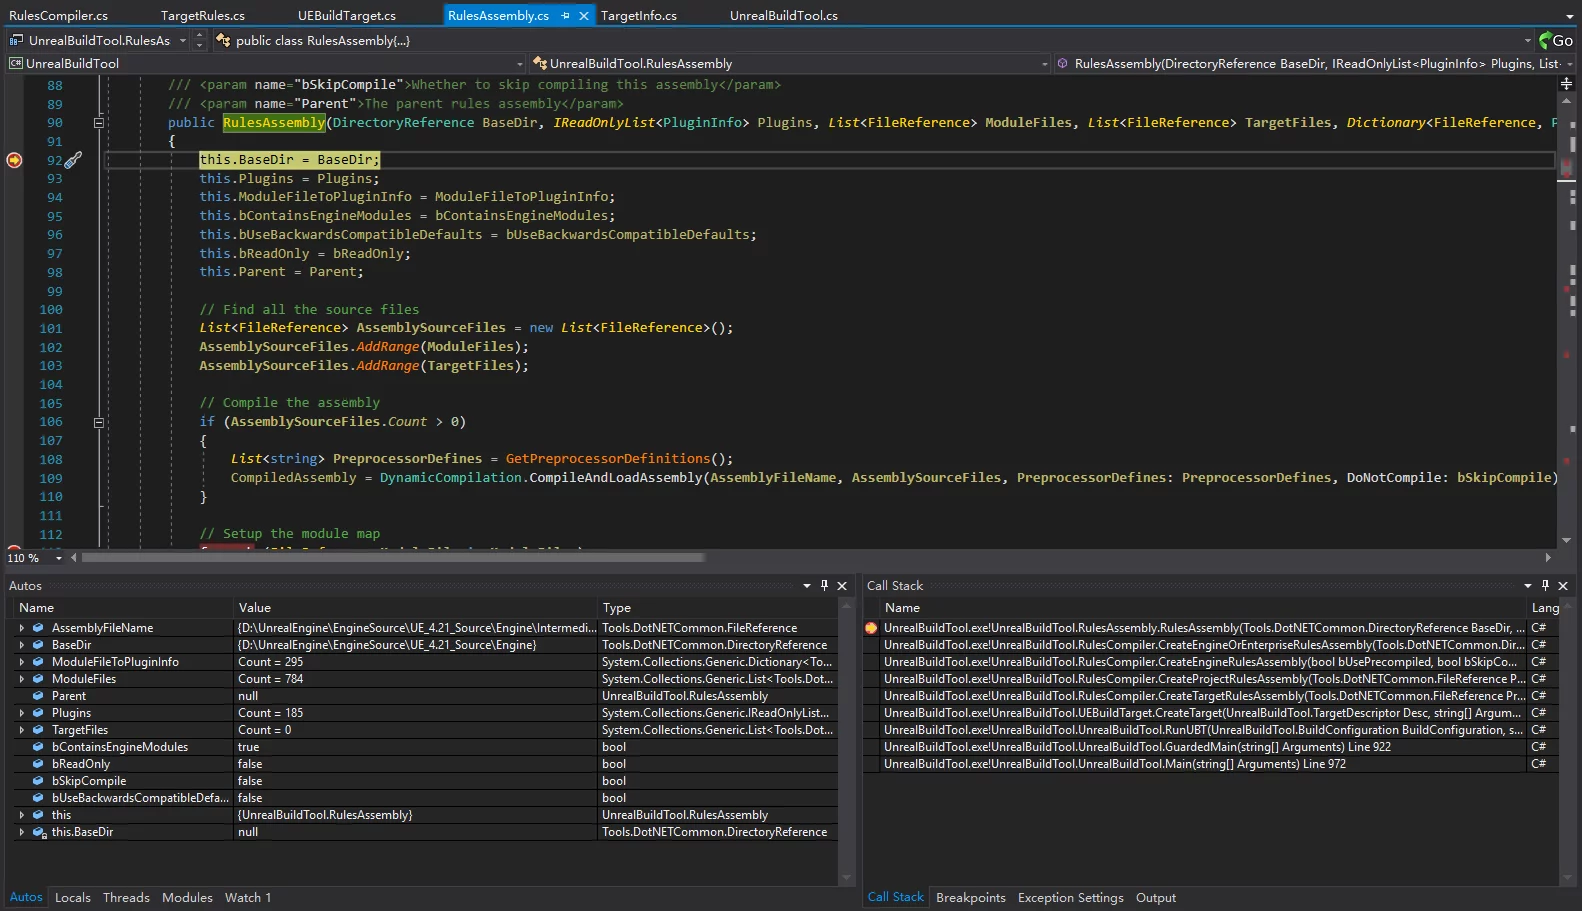 RulesCompiler.cs TargetRules.cs UEBuildTarget.cs RulesAssembly.cs TargetInfo.cs UnrealBuildTool.cs
UnrealBuildTool.RulesAs public class RulesAssembly{...} Go
C# UnrealBuildTool UnrealBuildTool.RulesAssembly RulesAssembly(DirectoryReference BaseDir, IReadOnlyList<PluginInfo> Plugins, List
88 /// <param name="bSkipCompile">Whether to skip compiling this assembly</param>
89 /// <param name="Parent">The parent rules assembly</param>
90 public RulesAssembly(DirectoryReference BaseDir, IReadOnlyList<PluginInfo> Plugins, List<FileReference> ModuleFiles, List<FileReference> TargetFiles, Dictionary<FileReference,
91 {
92 this.BaseDir = BaseDir;
93 this.Plugins = Plugins;
94 this.ModuleFileToPluginInfo = ModuleFileToPluginInfo;
95 this.bContainsEngineModules = bContainsEngineModules;
96 this.bUseBackwardsCompatibleDefaults = bUseBackwardsCompatibleDefaults;
97 this.bReadOnly = bReadOnly;
98 this.Parent = Parent;
99
100 // Find all the source files
101 List<FileReference> AssemblySourceFiles = new List<FileReference>();
102 AssemblySourceFiles.AddRange(ModuleFiles);
103 AssemblySourceFiles.AddRange(TargetFiles);
104
105 // Compile the assembly
106 if (AssemblySourceFiles.Count > 0)
107 {
108 List<string> PreprocessorDefines = GetPreprocessorDefinitions();
109 CompiledAssembly = DynamicCompilation.CompileAndLoadAssembly(AssemblyFileName, AssemblySourceFiles, PreprocessorDefines: PreprocessorDefines, DoNotCompile: bSkipCompile)
110 }
111
112 // Setup the module map
110 %
Autos
Name Value Type
AssemblyFileName {D:\UnrealEngine\EngineSource\UE_4.21_Source\Engine\Intermedi... Tools.DotNETCommon.FileReference
BaseDir {D:\UnrealEngine\EngineSource\UE_4.21_Source\Engine} Tools.DotNETCommon.DirectoryReference
ModuleFileToPluginInfo Count = 295 System.Collections.Generic.Dictionary<To...
ModuleFiles Count = 784 System.Collections.Generic.List<Tools.Dot...
Parent null UnrealBuildTool.RulesAssembly
Plugins Count = 185 System.Collections.Generic.IReadOnlyList...
TargetFiles Count = 0 System.Collections.Generic.List<Tools.Dot...
bContainsEngineModules true bool
bReadOnly false bool
bSkipCompile false bool
bUseBackwardsCompatibleDefa... false bool
this {UnrealBuildTool.RulesAssembly} UnrealBuildTool.RulesAssembly
this.BaseDir null Tools.DotNETCommon.DirectoryReference
Autos Locals Threads Modules Watch 1
Call Stack
Name Lang
UnrealBuildTool.exe!UnrealBuildTool.RulesAssembly.RulesAssembly(Tools.DotNETCommon.DirectoryReference BaseDir, ... C#
UnrealBuildTool.exe!UnrealBuildTool.RulesCompiler.CreateEngineOrEnterpriseRulesAssembly(Tools.DotNETCommon.Dir... C#
UnrealBuildTool.exe!UnrealBuildTool.RulesCompiler.CreateEngineRulesAssembly(bool bUsePrecompiled, bool bSkipCo... C#
UnrealBuildTool.exe!UnrealBuildTool.RulesCompiler.CreateProjectRulesAssembly(Tools.DotNETCommon.FileReference P... C#
UnrealBuildTool.exe!UnrealBuildTool.RulesCompiler.CreateTargetRulesAssembly(Tools.DotNETCommon.FileReference Pr... C#
UnrealBuildTool.exe!UnrealBuildTool.UEBuildTarget.CreateTarget(UnrealBuildTool.TargetDescriptor Desc, string[] Argum... C#
UnrealBuildTool.exe!UnrealBuildTool.UnrealBuildTool.RunUBT(UnrealBuildTool.BuildConfiguration BuildConfiguration, s... C#
UnrealBuildTool.exe!UnrealBuildTool.UnrealBuildTool.GuardedMain(string[] Arguments) Line 922 C#
UnrealBuildTool.exe!UnrealBuildTool.UnrealBuildTool.Main(string[] Arguments) Line 972 C#
Call Stack Breakpoints Exception Settings Output